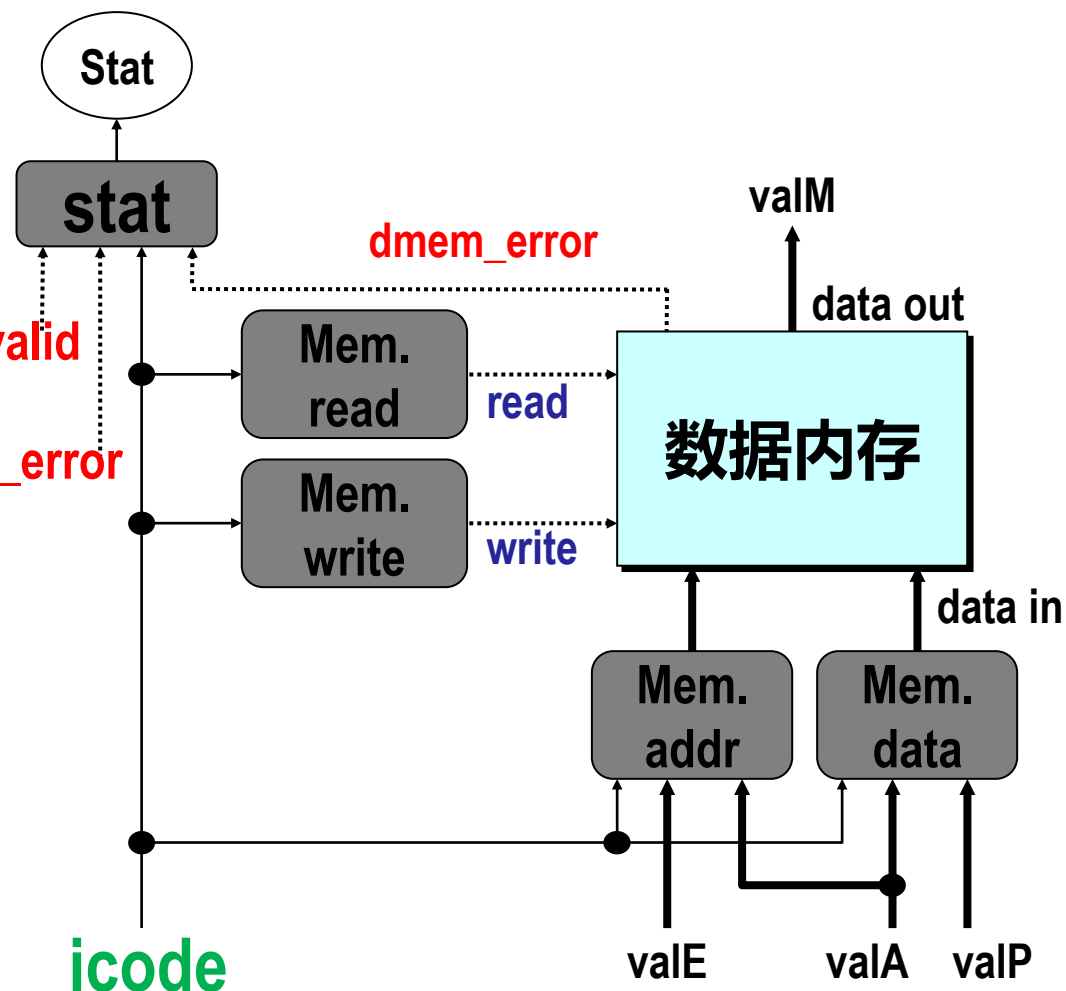 Stat
stat
valM
dmem_error
data out
valid
Mem.
read
read
数据内存
_error
Mem.
write
write
data in
Mem.
addr
Mem.
data
icode
valE
valA
valP